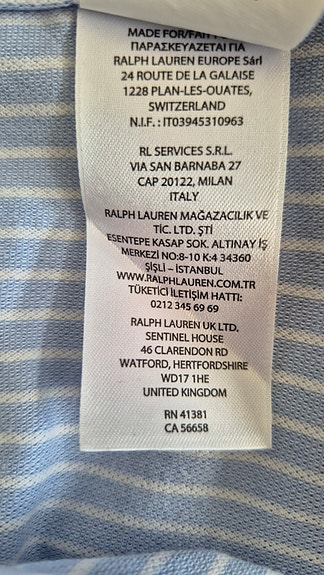 MADE FOR/FAIT PO
ΠΑΡΑΣΚΕΥΑΖΕΤΑΙ ΓΙΑ
RALPH LAUREN EUROPE Sárl
24 ROUTE DE LA GALAISE
1228 PLAN-LES-OUATES,
SWITZERLAND
N.I.F. : IT03945310963
RL SERVICES S.R.L.
VIA SAN BARNABA 27
CAP 20122, MILAN
ITALY
RALPH LAUREN MAĞAZACILIK VE
TİC. LTD. ŞTİ
ESENTEPE KASAP SOK. ALTINAY İŞ
MERKEZİ NO:8-10 K:4 34360
ŞİŞLİ – İSTANBUL
WWW.RALPHLAUREN.COM.TR
TÜKETİCİ İLETİŞİM HATTI:
0212 345 69 69
RALPH LAUREN UK LTD.
SENTINEL HOUSE
46 CLARENDON RD
WATFORD, HERTFORDSHIRE
WD17 1HE
UNITED KINGDOM
RN 41381
CA 56658